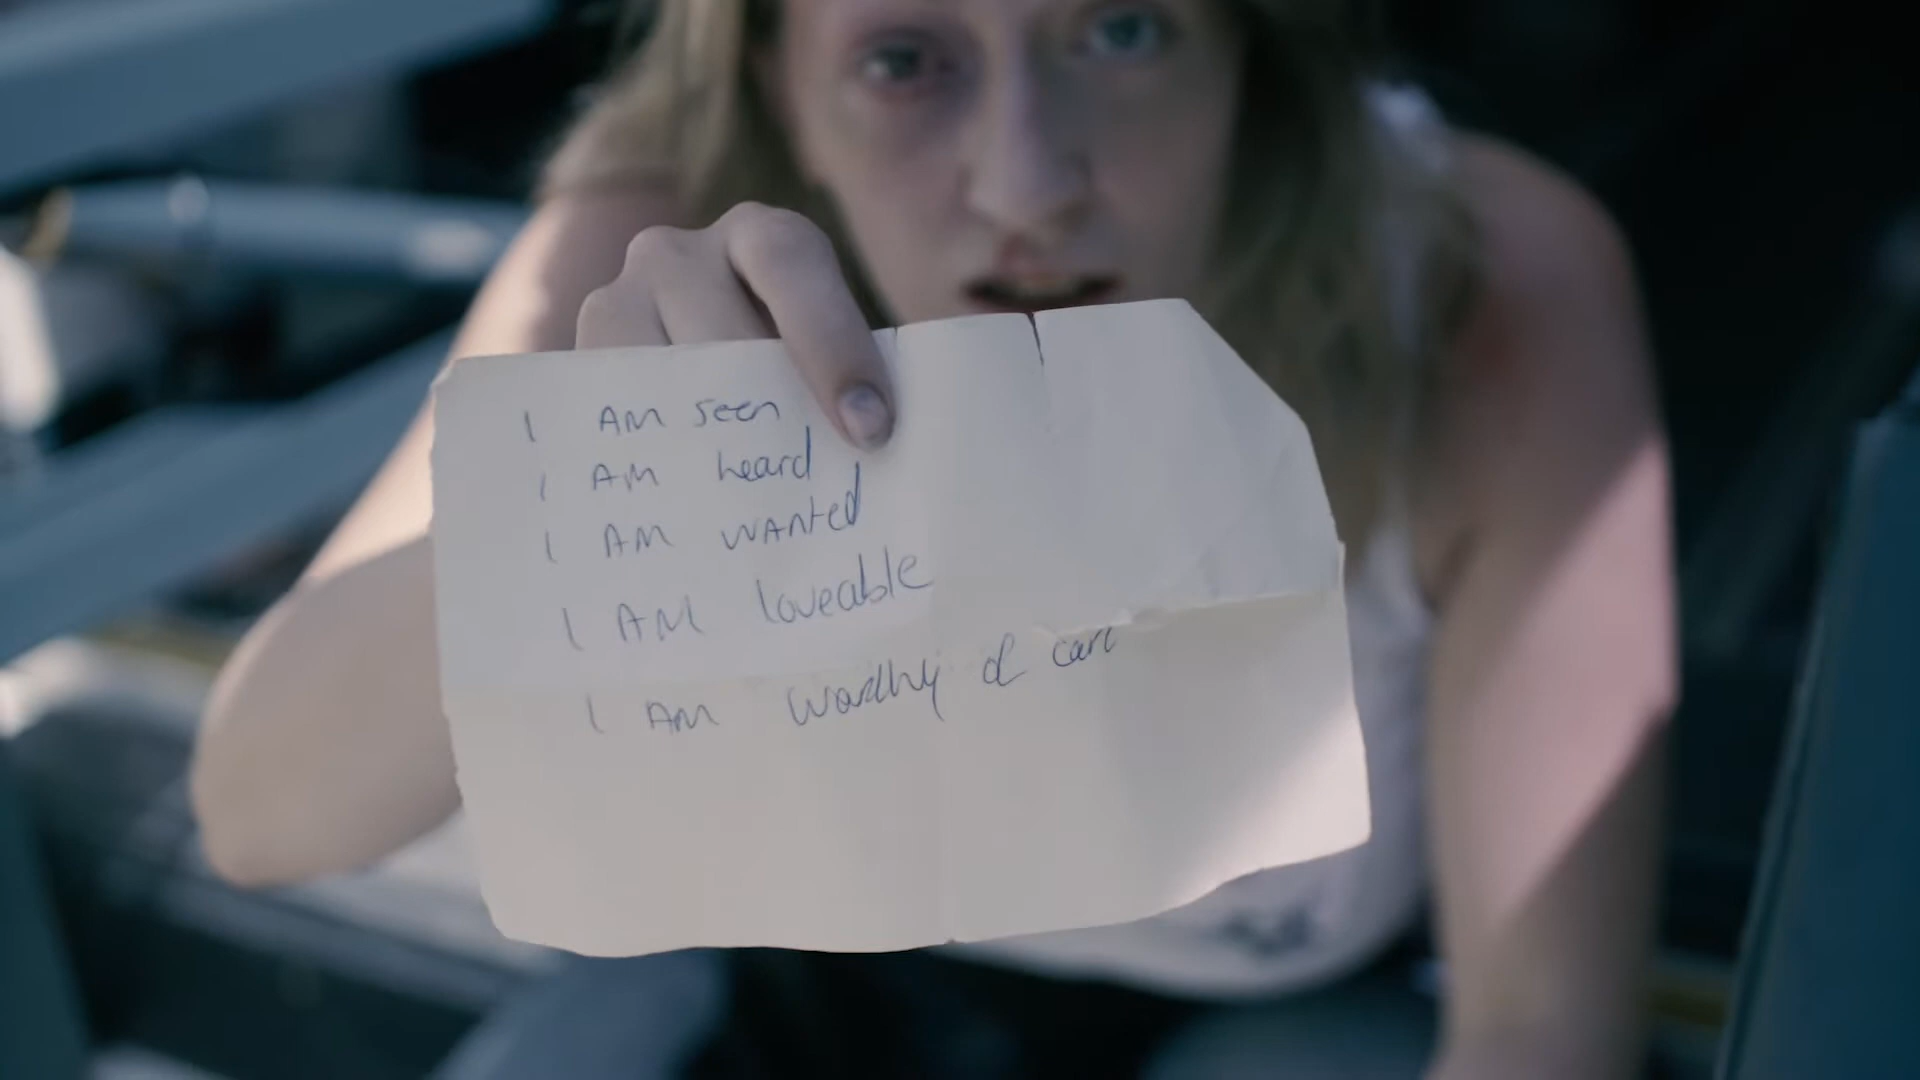 I AM seen
I AM heard
I AM WANted
I AM loveable
I AM worthy of care